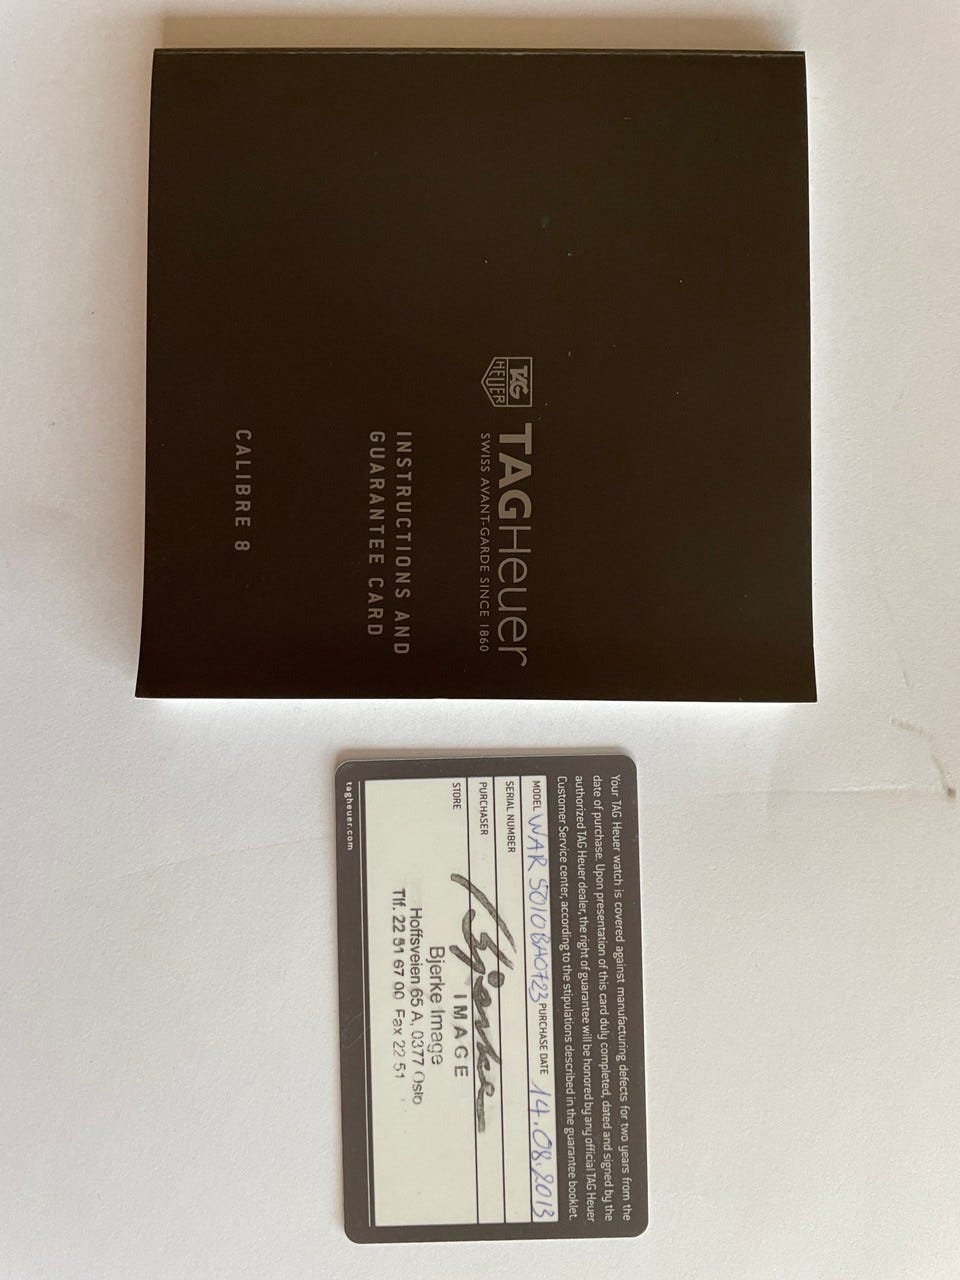 TAG
HEUER
TAGHeuer
SWISS AVANT-GARDE SINCE 1860
INSTRUCTIONS AND
GUARANTEE CARD
CALIBRE 8
Your TAG Heuer watch is covered against manufacturing defects for two years from the
date of purchase. Upon presentation of this card duly completed, dated and signed by the
authorized TAG Heuer dealer, the right of guarantee will be honored by any official TAG Heuer
Customer Service center, according to the stipulations described in the guarantee booklet.
MODEL WAR 5010BA0723 PURCHASE DATE 14.08.2013
SERIAL NUMBER
PURCHASER
STORE
IMAGE
Bjerke Image
Hoffsveien 65 A, 0377 Oslo
Tlf. 22 51 67 00 Fax 22 51
tagheuer.com